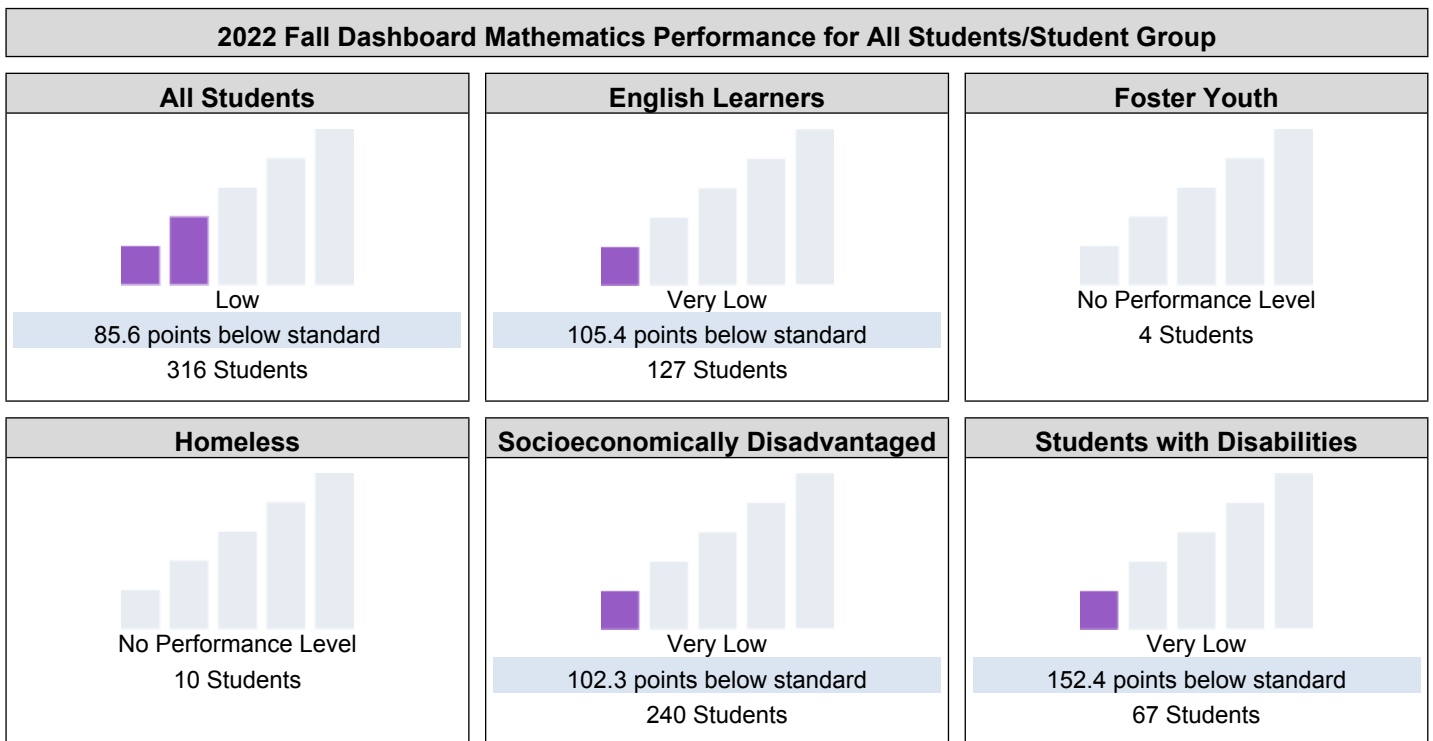 2022 Fall Dashboard Mathematics Performance for All Students/Student Group
All Students
Low
85.6 points below standard
316 Students
English Learners
Very Low
105.4 points below standard
127 Students
Foster Youth
No Performance Level
4 Students
Homeless
No Performance Level
10 Students
Socioeconomically Disadvantaged
Very Low
102.3 points below standard
240 Students
Students with Disabilities
Very Low
152.4 points below standard
67 Students